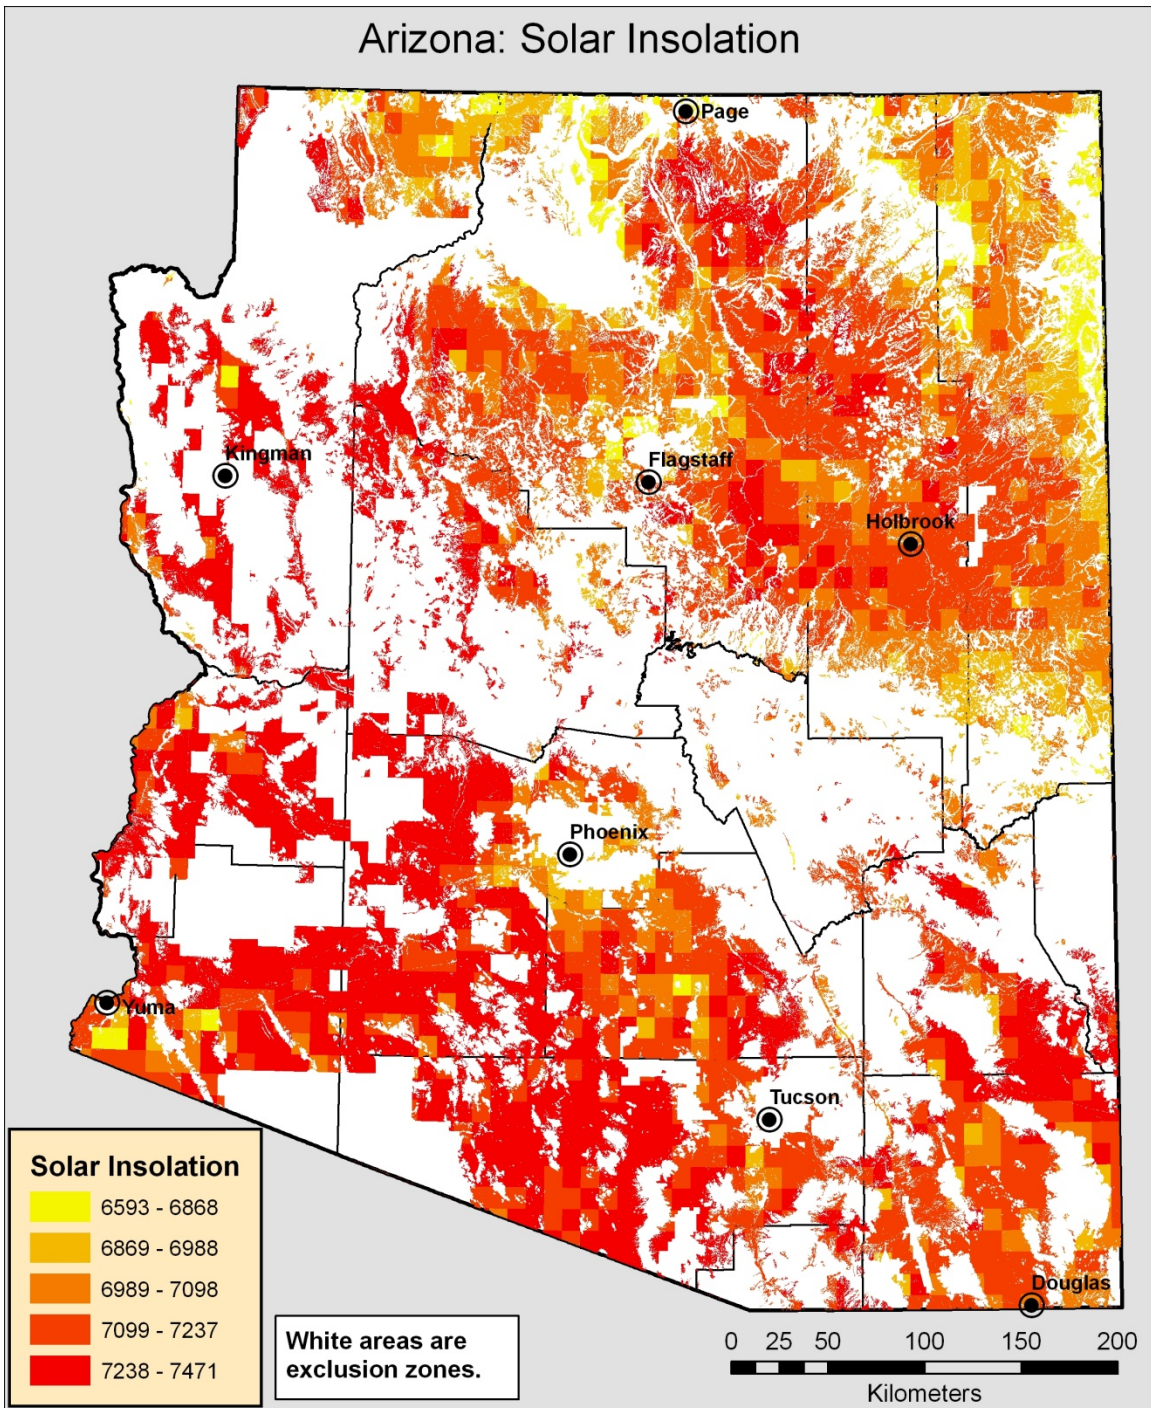 Arizona: Solar Insolation
Page
Kingman
Flagstaff
Holbrook
Phoenix
Yuma
Tucson
Douglas
Solar Insolation
6593 - 6868
6869 - 6988
6989 - 7098
7099 - 7237
7238 - 7471
White areas are
exclusion zones.
0 25 50 100 150 200
Kilometers